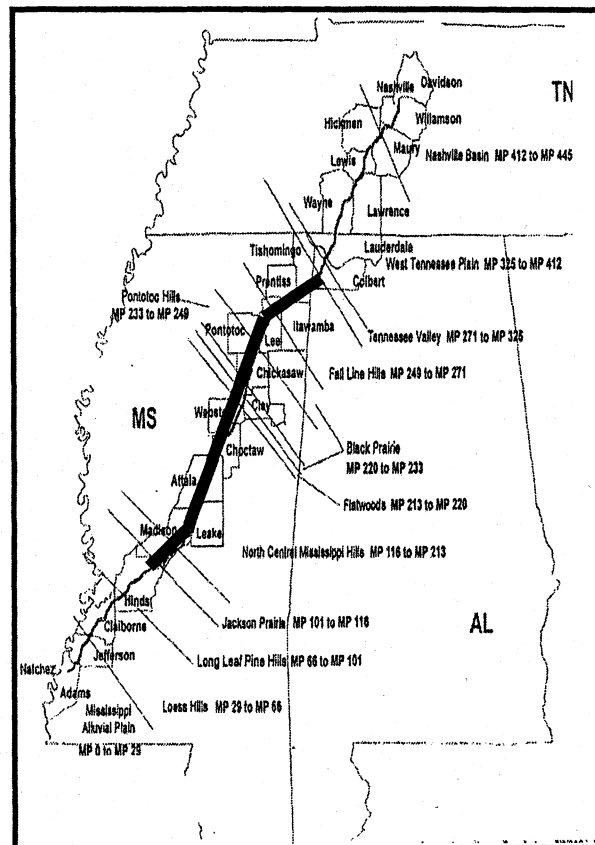 Davidson
Nashville
TN
Williamson
Hickman
Maury
Nashville Basin MP 412 to MP 445
Lewis
Wayne
Lawrence
Tishomingo
Lauderdale
West Tennessee Plain MP 325 to MP 412
Colbert
Prentiss
Pontotoc Hills
MP 233 to MP 249
Itawamba
Pontotoc
Lee
Tennessee Valley MP 271 to MP 325
Chickasaw
Fall Line Hills MP 249 to MP 271
MS
Webster
Clay
Choctaw
Black Prairie
MP 220 to MP 233
Attala
Flatwoods MP 213 to MP 220
Madison
Leake
North Central Mississippi Hills MP 116 to MP 213
Hinds
Jackson Prairie MP 101 to MP 116
AL
Claiborne
Jefferson
Long Leaf Pine Hills MP 66 to MP 101
Natchez
Adams
Loess Hills MP 29 to MP 66
Mississippi
Alluvial Plain
MP 0 to MP 29